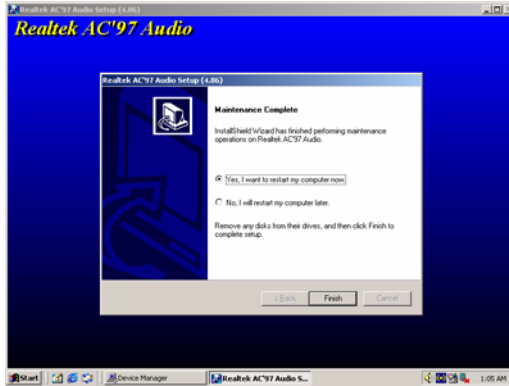 Realtek AC'97 Audio Setup (4.06)
Realtek AC'97 Audio
Realtek AC'97 Audio Setup (4.06)
Maintenance Complete
InstallShield Wizard has finished performing maintenance
operations on Realtek AC'97 Audio.
Yes, I want to restart my computer now.
No, I will restart my computer later.
Remove any disks from their drives, and then click Finish to
complete setup.
< Back
Finish
Cancel
Start
Device Manager
Realtek AC'97 Audio S...
1:05 AM